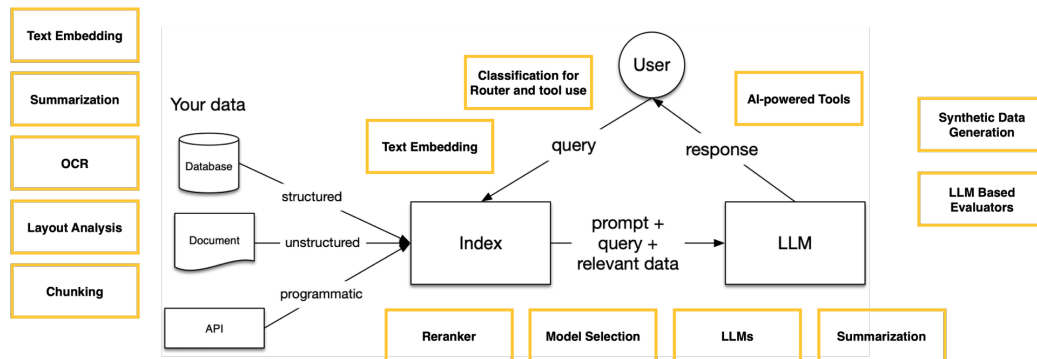 Text Embedding
Summarization
OCR
Layout Analysis
Chunking
Your data
Database
Document
API
structured
unstructured
programmatic
Text Embedding
Classification for
Router and tool use
User
AI-powered Tools
query
response
Index
prompt +
query +
relevant data
LLM
Reranker
Model Selection
LLMs
Summarization
Synthetic Data
Generation
LLM Based
Evaluators